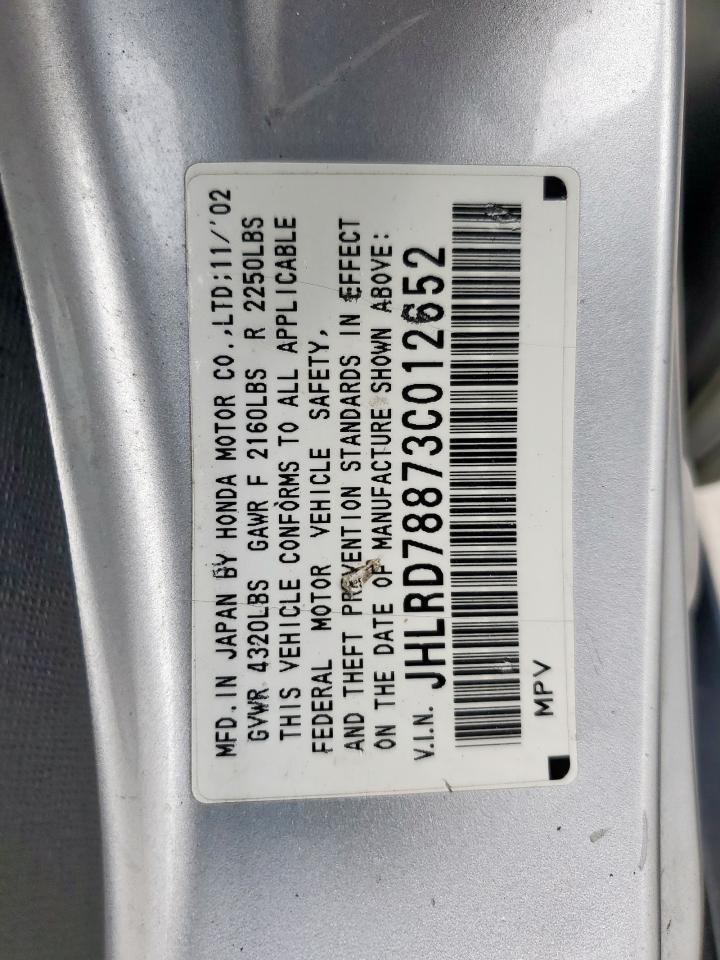 MFD. IN JAPAN BY HONDA MOTOR CO.,LTD;11/'02
GVWR 4320LBS GAWR F 2160LBS R 2250LBS
THIS VEHICLE CONFORMS TO ALL APPLICABLE
FEDERAL MOTOR VEHICLE SAFETY,
AND THEFT PREVENTION STANDARDS IN EFFECT
ON THE DATE OF MANUFACTURE SHOWN ABOVE:
V.I.N. JHLRD78873C012652
MPV